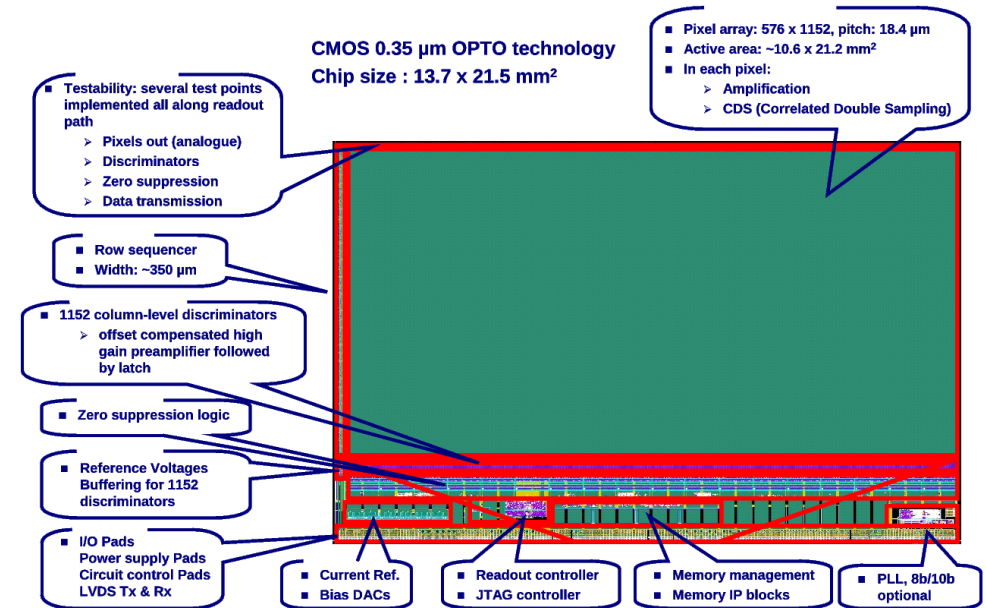 CMOS 0.35 µm OPTO technology
Chip size : 13.7 x 21.5 mm²
■ Pixel array: 576 x 1152, pitch: 18.4 µm
■ Active area: ~10.6 x 21.2 mm²
■ In each pixel:
➢ Amplification
➢ CDS (Correlated Double Sampling)
■ Testability: several test points
implemented all along readout
path
➢ Pixels out (analogue)
➢ Discriminators
➢ Zero suppression
➢ Data transmission
■ Row sequencer
■ Width: ~350 µm
■ 1152 column-level discriminators
➢ offset compensated high
gain preamplifier followed
by latch
■ Zero suppression logic
■ Reference Voltages
Buffering for 1152
discriminators
■ I/O Pads
Power supply Pads
Circuit control Pads
LVDS Tx & Rx
■ Current Ref.
■ Bias DACs
■ Readout controller
■ JTAG controller
■ Memory management
■ Memory IP blocks
■ PLL, 8b/10b
optional